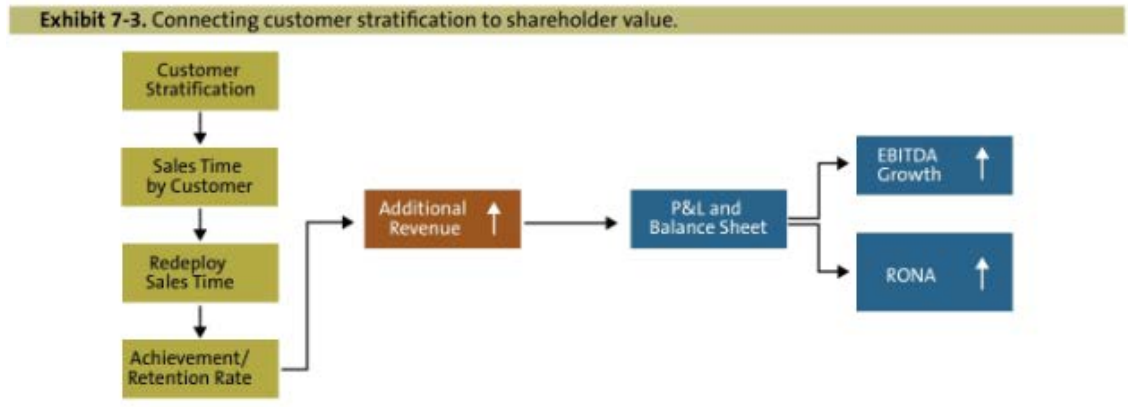 Exhibit 7-3. Connecting customer stratification to shareholder value.
Customer
Stratification
Sales Time
by Customer
Redeploy
Sales Time
Achievement/
Retention Rate
Additional
Revenue
P&L and
Balance Sheet
EBITDA
Growth
RONA